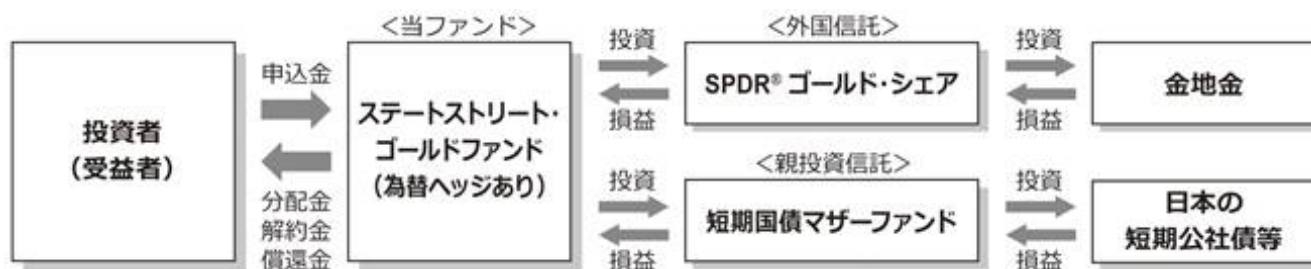 投資者
（受益者）
申込金
分配金
解約金
償還金
＜当ファンド＞
ステートストリート・
ゴールドファンド
（為替ヘッジあり）
投資
損益
＜外国信託＞
SPDR® ゴールド・シェア
投資
損益
金地金
投資
損益
＜親投資信託＞
短期国債マザーファンド
投資
損益
日本の
短期公社債等